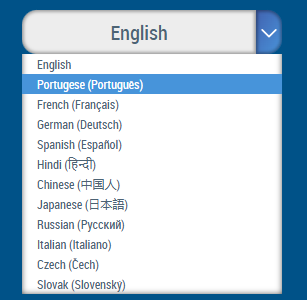 English
English
Portugese (Português)
French (Français)
German (Deutsch)
Spanish (Español)
Hindi (हिन्दी)
Chinese (中国人)
Japanese (日本語)
Russian (Русский)
Italian (Italiano)
Czech (Čech)
Slovak (Slovenský)